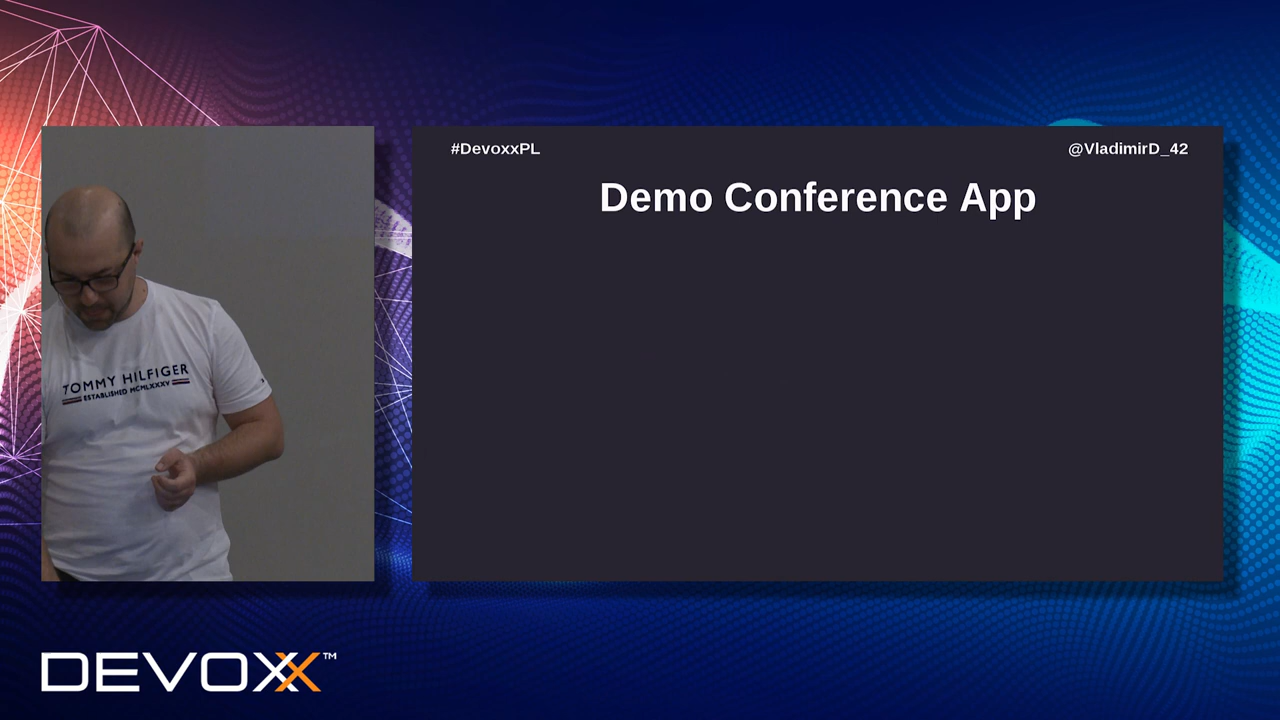 #DevoxxPL
@VladimirD_42
Demo Conference App
TOMMY HILFIGER
ESTABLISHED MCMLXXXV
DEVOXX™